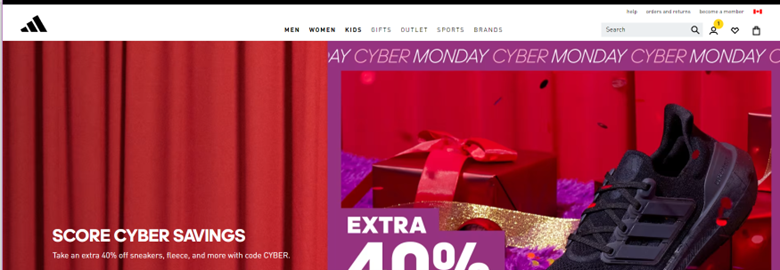 help orders and returns become a member
MEN WOMEN KIDS GIFTS OUTLET SPORTS BRANDS
Search
1
AY CYBER MONDAY CYBER MONDAY CYBER MONDAY C
SCORE CYBER SAVINGS
Take an extra 40% off sneakers, fleece, and more with code CYBER.
EXTRA
40%